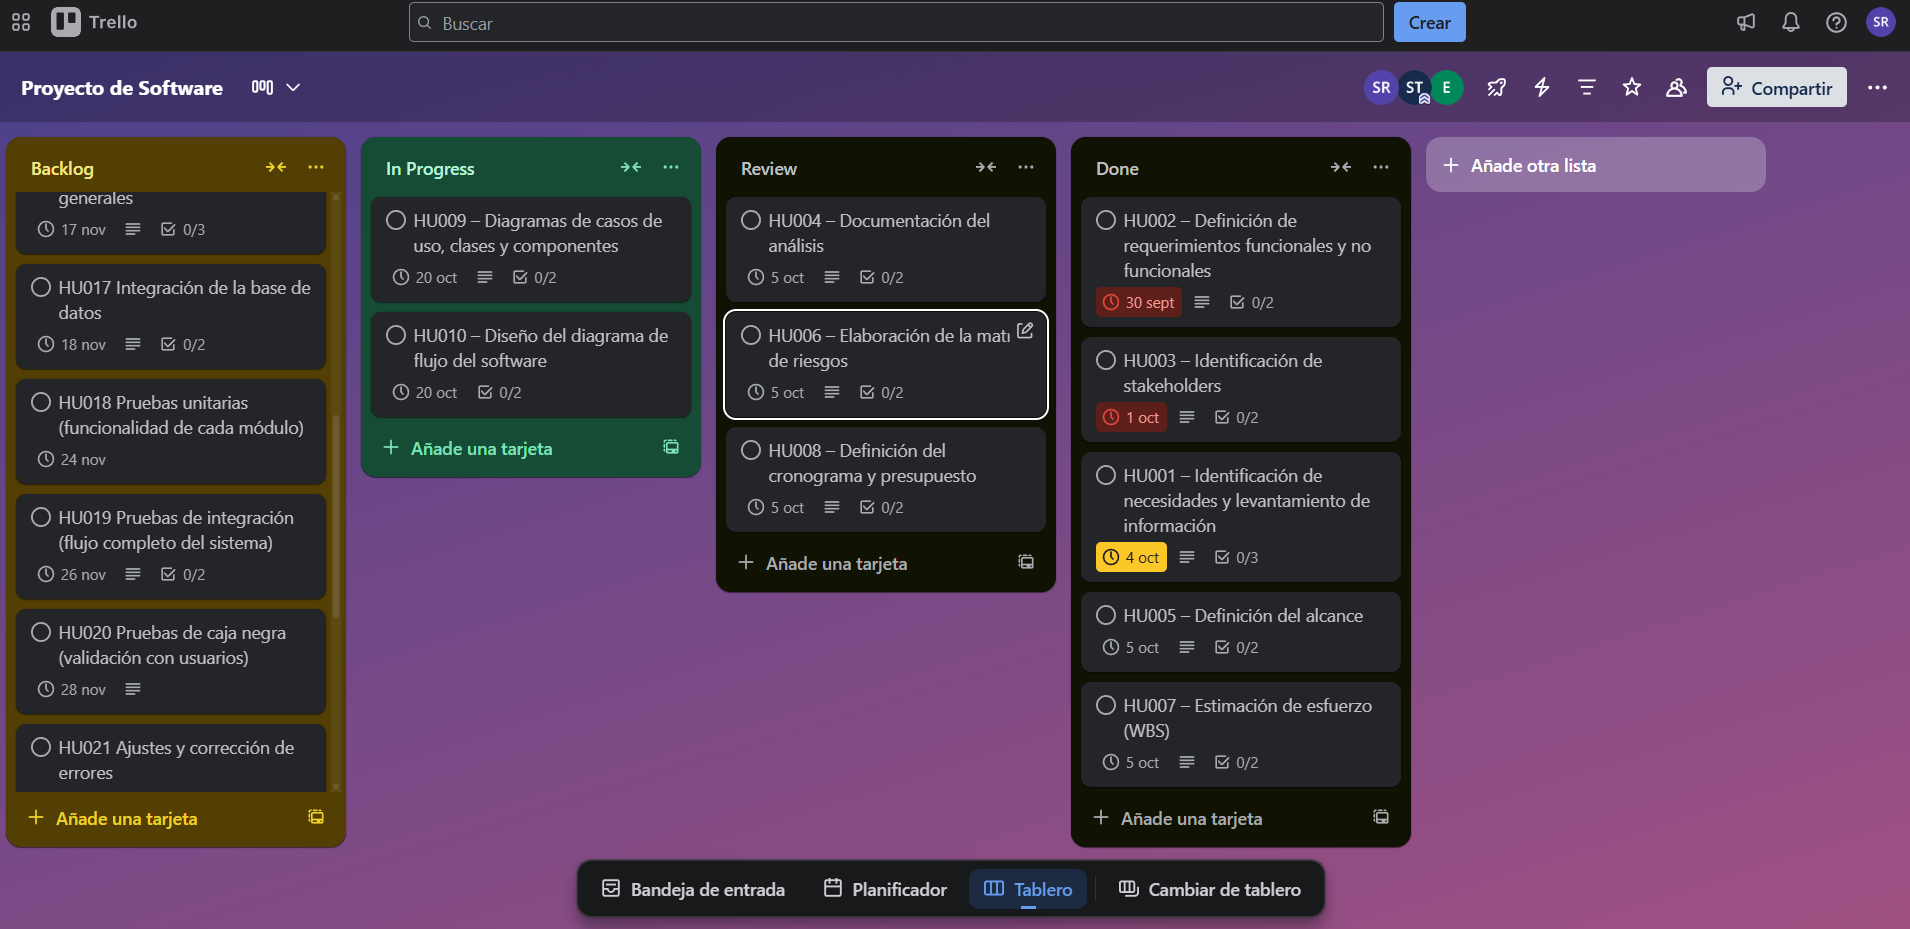 Trello
Buscar
Crear
SR
Proyecto de Software
SR
ST
E
Compartir
Backlog
generales
17 nov
0/3
HU017 Integración de la base de
datos
18 nov
0/2
HU018 Pruebas unitarias
(funcionalidad de cada módulo)
24 nov
HU019 Pruebas de integración
(flujo completo del sistema)
26 nov
0/2
HU020 Pruebas de caja negra
(validación con usuarios)
28 nov
HU021 Ajustes y corrección de
errores
Añade una tarjeta
In Progress
HU009 – Diagramas de casos de
uso, clases y componentes
20 oct
0/2
HU010 – Diseño del diagrama de
flujo del software
20 oct
0/2
Añade una tarjeta
Review
HU004 – Documentación del
análisis
5 oct
0/2
HU006 – Elaboración de la mat
de riesgos
5 oct
0/2
HU008 – Definición del
cronograma y presupuesto
5 oct
0/2
Añade una tarjeta
Done
HU002 – Definición de
requerimientos funcionales y no
funcionales
30 sept
0/2
HU003 – Identificación de
stakeholders
1 oct
0/2
HU001 – Identificación de
necesidades y levantamiento de
información
4 oct
0/3
HU005 – Definición del alcance
5 oct
0/2
HU007 – Estimación de esfuerzo
(WBS)
5 oct
0/2
Añade una tarjeta
Añade otra lista
Bandeja de entrada
Planificador
Tablero
Cambiar de tablero